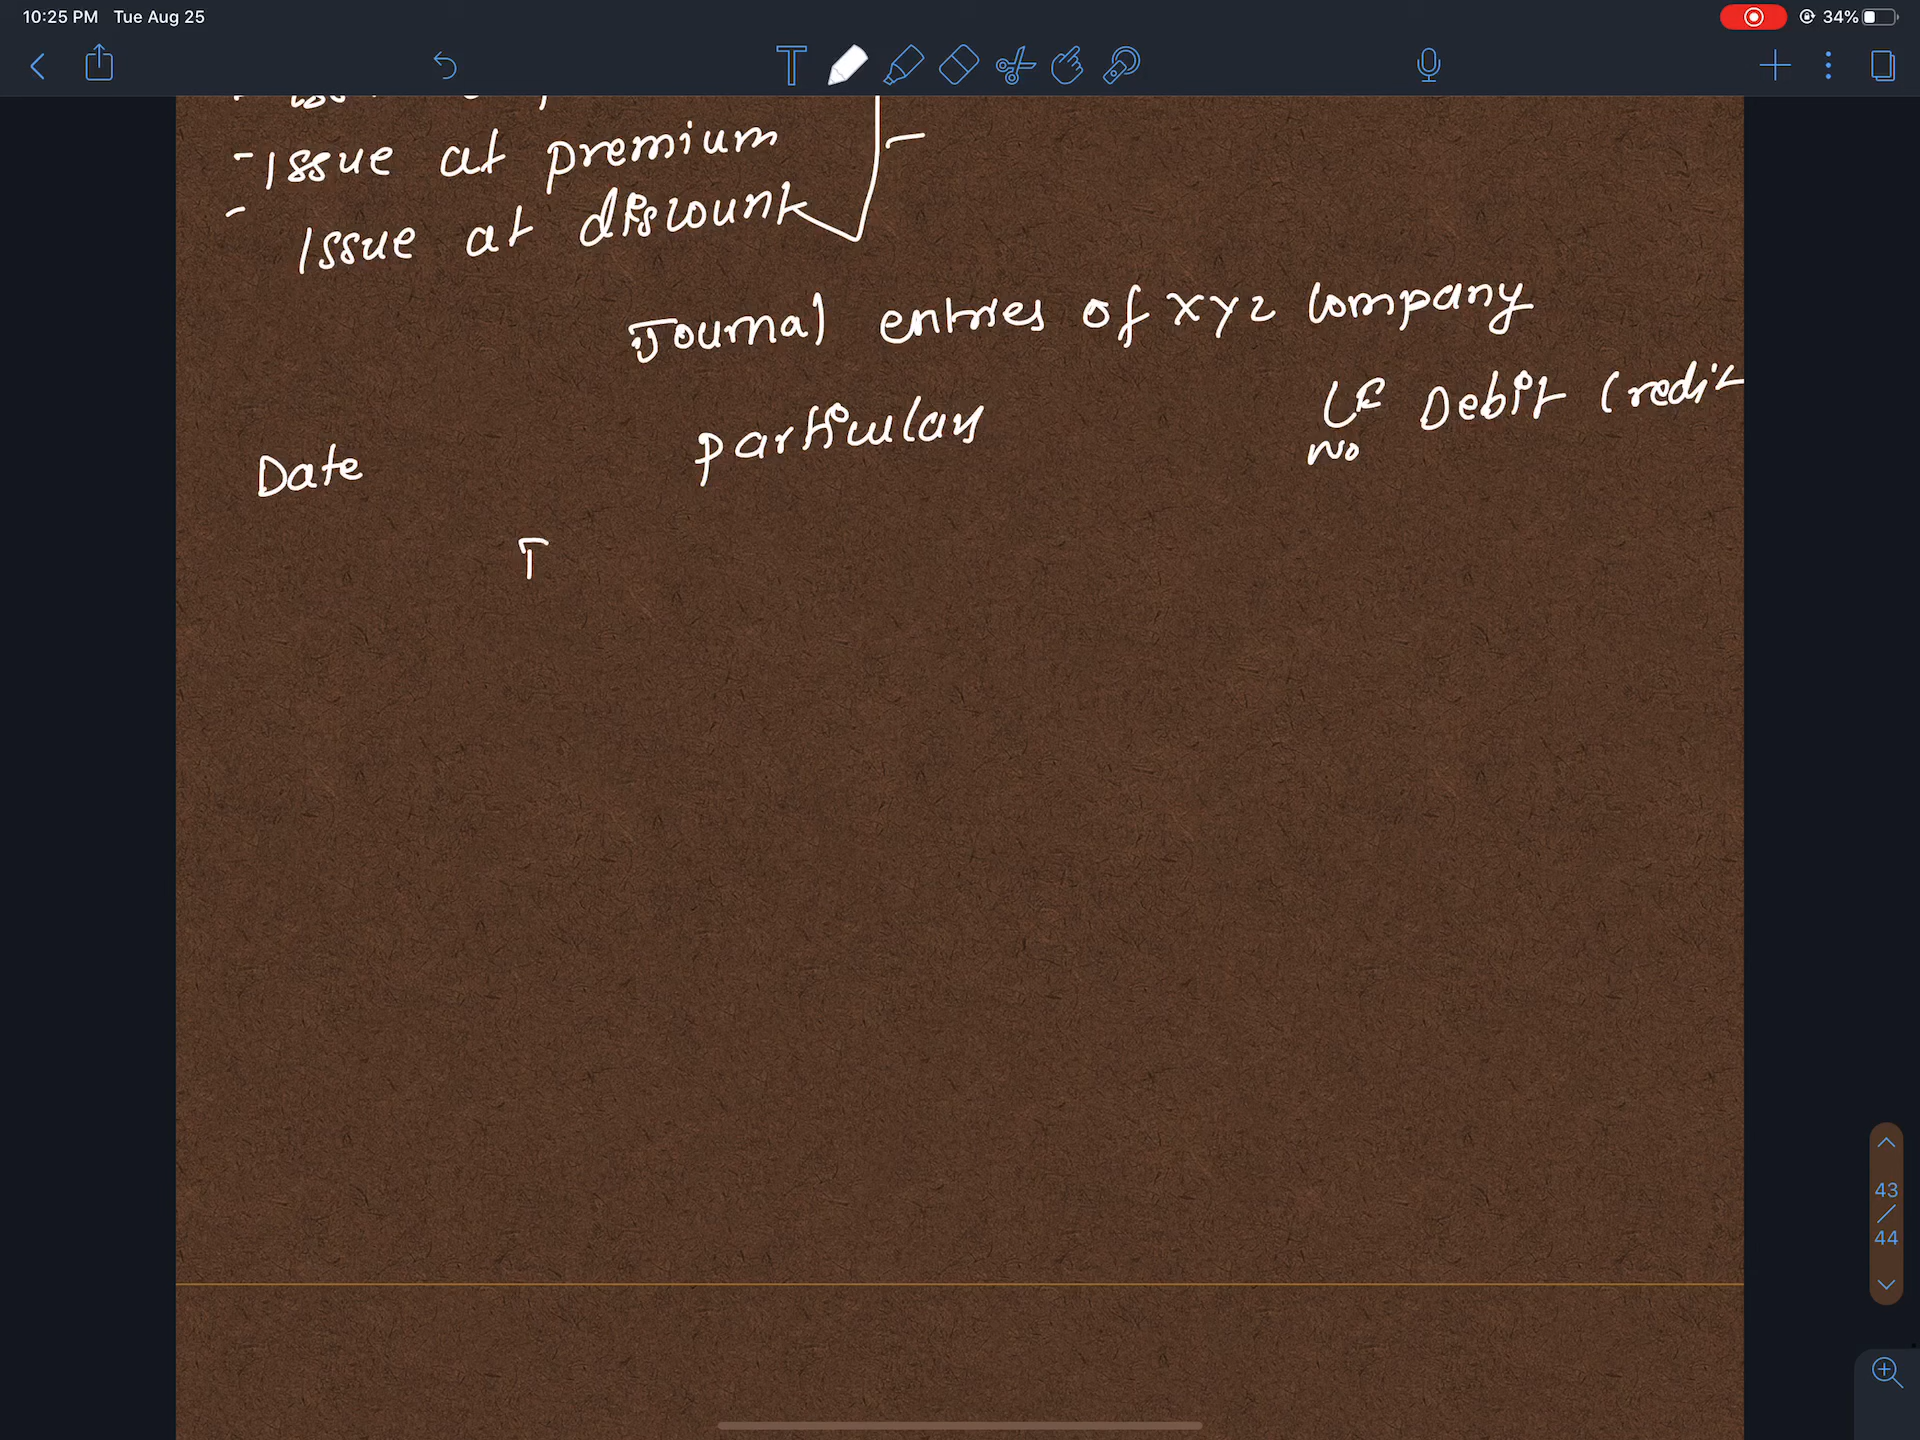 10:25 PM Tue Aug 25
34%
- Issue at premium
- Issue at discount
Journal entries of xyz company
Date particulars LF No Debit Credit
43
44